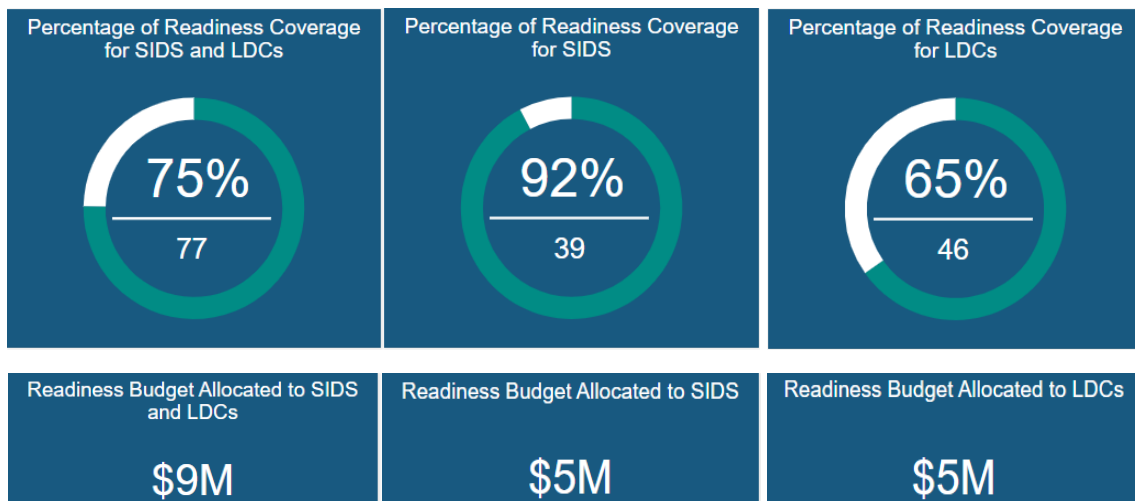 Percentage of Readiness Coverage
for SIDS and LDCs
75%
77
Percentage of Readiness Coverage
for SIDS
92%
39
Percentage of Readiness Coverage
for LDCs
65%
46
Readiness Budget Allocated to SIDS
and LDCs
$9M
Readiness Budget Allocated to SIDS
$5M
Readiness Budget Allocated to LDCs
$5M